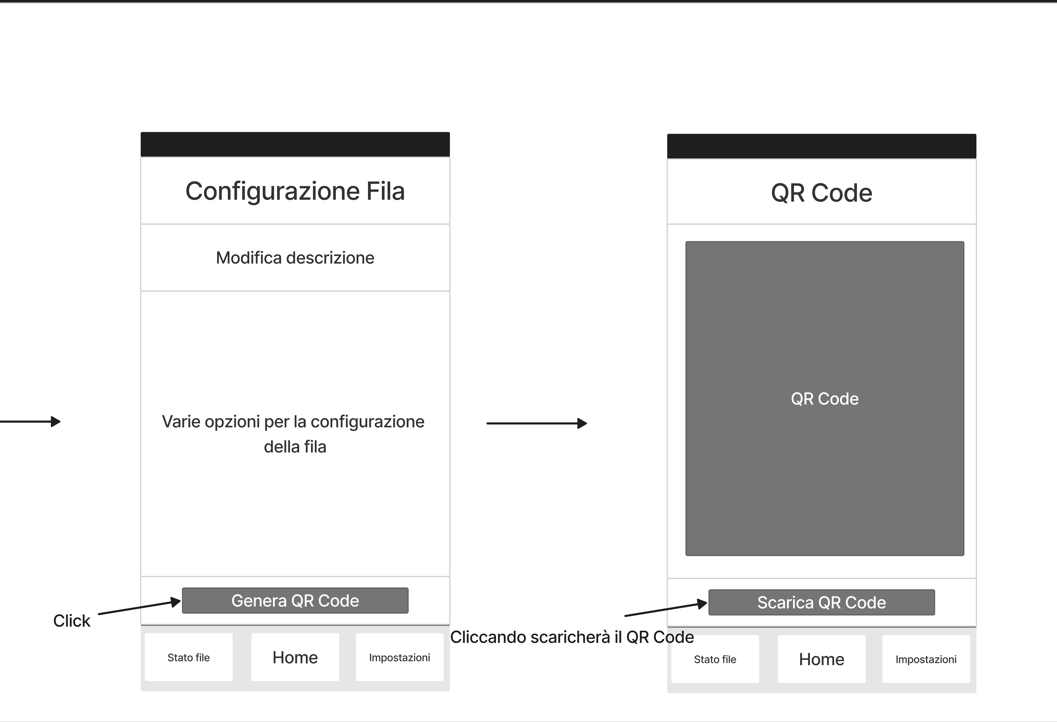 Configurazione Fila
Modifica descrizione
Varie opzioni per la configurazione
della fila
Genera QR Code
Click
Stato file
Home
Impostazioni
QR Code
QR Code
Scarica QR Code
Cliccando scaricherà il QR Code
Stato file
Home
Impostazioni